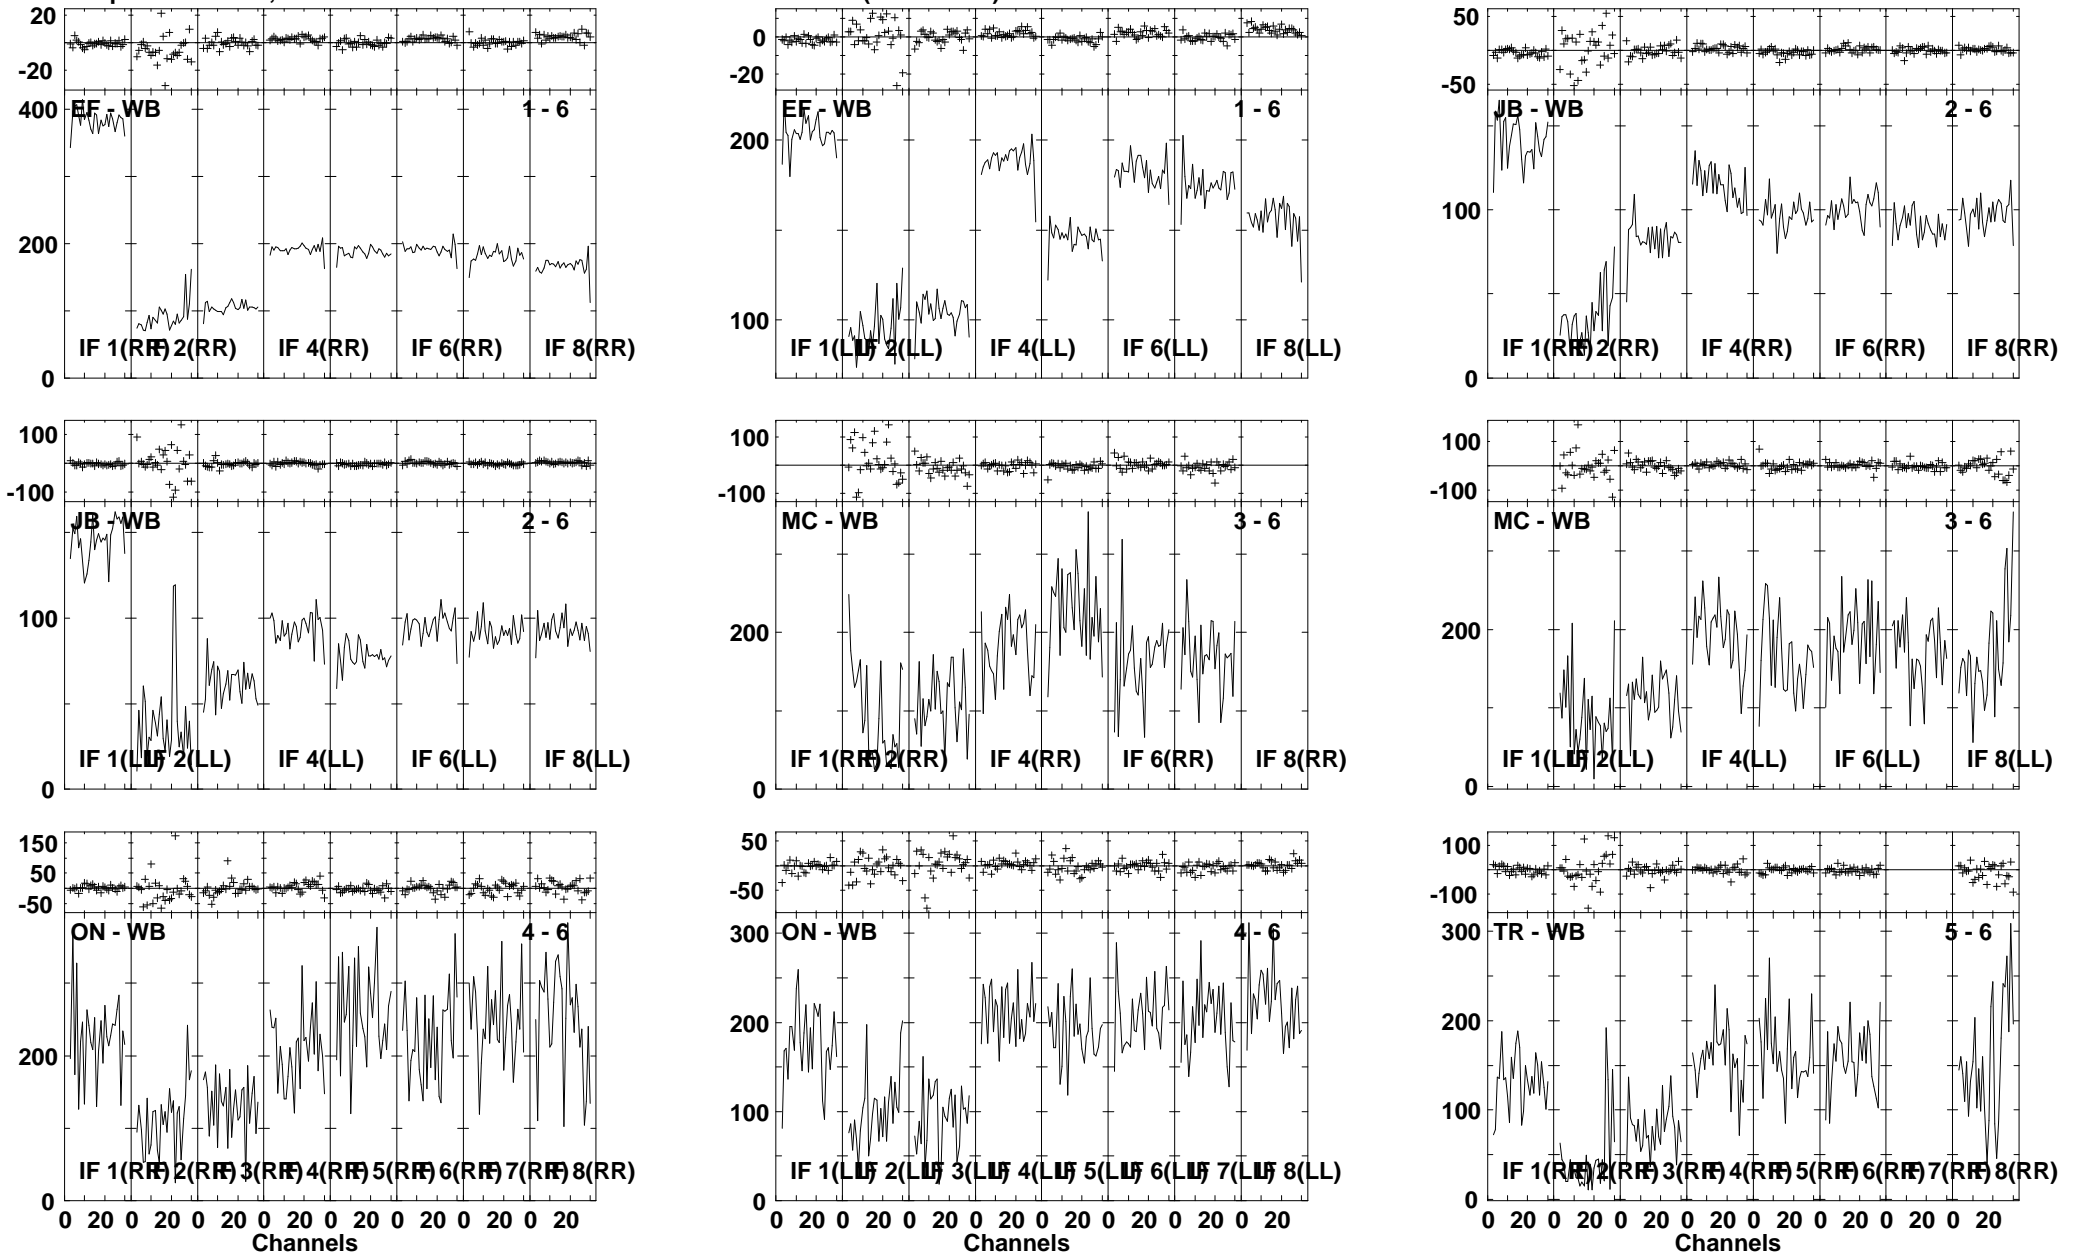 20
0
-20
EF - WB 1 - 6
400
200
0
IF 1(RR) IF 2(RR) IF 4(RR) IF 6(RR) IF 8(RR)
0
-20
EF - WB 1 - 6
200
100
IF 1(LL) IF 2(LL) IF 4(LL) IF 6(LL) IF 8(LL)
50
0
-50
JB - WB 2 - 6
100
0
IF 1(RR) IF 2(RR) IF 4(RR) IF 6(RR) IF 8(RR)
100
0
-100
JB - WB 2 - 6
100
0
IF 1(LL) IF 2(LL) IF 4(LL) IF 6(LL) IF 8(LL)
100
-100
MC - WB 3 - 6
200
0
IF 1(RR) IF 2(RR) IF 4(RR) IF 6(RR) IF 8(RR)
100
-100
MC - WB 3 - 6
200
0
IF 1(LL) IF 2(LL) IF 4(LL) IF 6(LL) IF 8(LL)
150
50
-50
ON - WB 4 - 6
200
0
IF 1(RR) IF 2(RR) IF 3(RR) IF 4(RR) IF 5(RR) IF 6(RR) IF 7(RR) IF 8(RR)
0 20 0 20 0 20 0 20 0 20 0 20 0 20 0 20
Channels
50
-50
ON - WB 4 - 6
300
200
100
0
IF 1(LL) IF 2(LL) IF 3(LL) IF 4(LL) IF 5(LL) IF 6(LL) IF 7(LL) IF 8(LL)
0 20 0 20 0 20 0 20 0 20 0 20 0 20 0 20
Channels
100
-100
TR - WB 5 - 6
300
200
100
0
IF 1(RR) IF 2(RR) IF 3(RR) IF 4(RR) IF 5(RR) IF 6(RR) IF 7(RR) IF 8(RR)
0 20 0 20 0 20 0 20 0 20 0 20 0 20 0 20
Channels